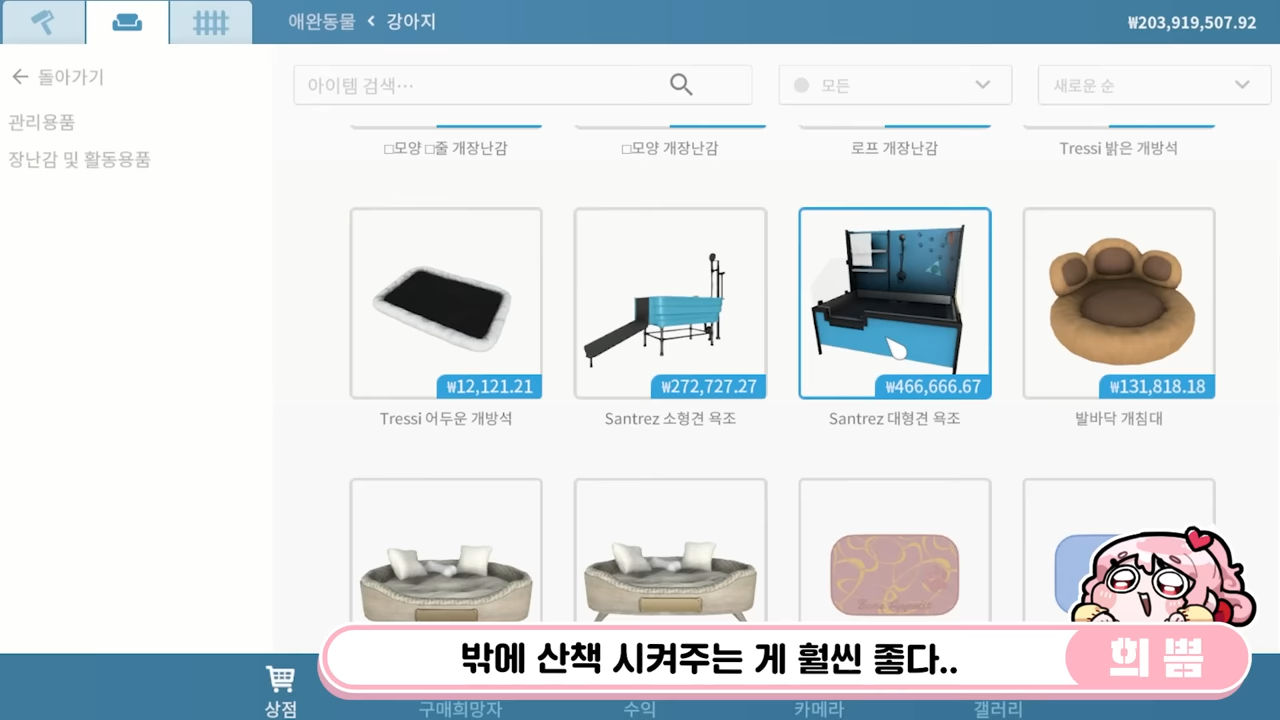 애완동물 < 강아지
₩203,919,507.92
← 돌아가기
관리용품
장난감 및 활동용품
아이템 검색…
모든
새로운 순
□모양 □줄 개장난감
□모양 개장난감
로프 개장난감
Tressi 밝은 개방석
₩12,121.21
₩272,727.27
₩466,666.67
₩131,818.18
Tressi 어두운 개방석
Santrez 소형견 욕조
Santrez 대형견 욕조
발바닥 개침대
밖에 산책 시켜주는 게 훨씬 좋다..
희쁨
상점
구매희망자
수익
카메라
갤러리